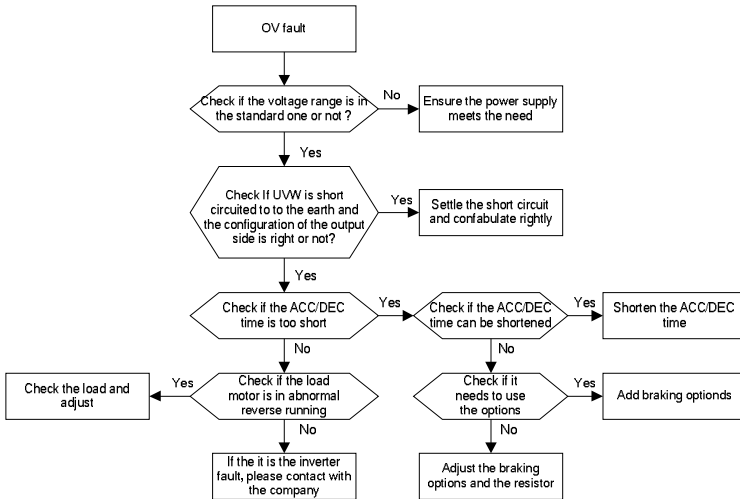 OV fault
Check if the voltage range is in
the standard one or not ?
No
Ensure the power supply
meets the need
Yes
Check If UVW is short
circuited to to the earth and
the configuration of the output
side is right or not?
Yes
Settle the short circuit
and confabulate rightly
Yes
Check if the ACC/DEC
time is too short
Yes
Check if the ACC/DEC
time can be shortened
Yes
Shorten the ACC/DEC
time
No
No
Check the load and
adjust
Yes
Check if the load
motor is in abnormal
reverse running
Check if it
needs to use
the options
Yes
Add braking optionds
No
No
If the it is the inverter
fault, please contact with
the company
Adjust the braking
options and the resistor